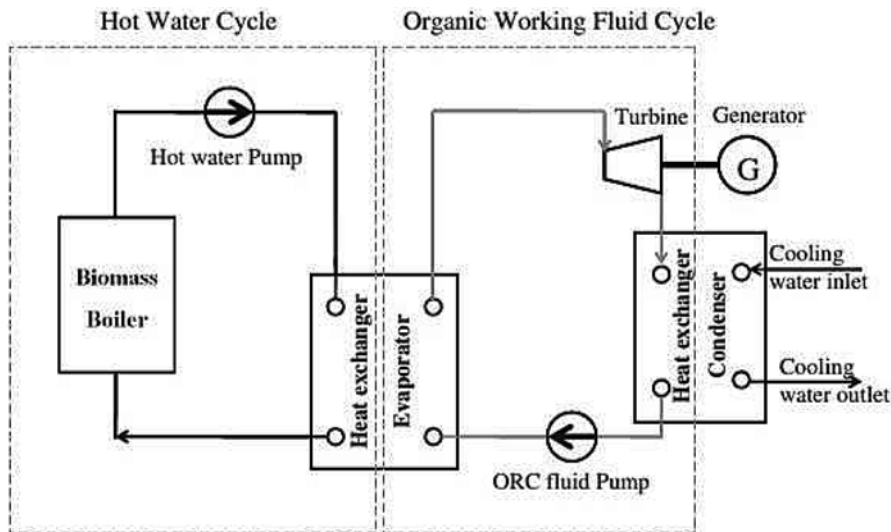 Hot Water Cycle
Organic Working Fluid Cycle
Hot water Pump
Turbine
Generator
G
Biomass
Boiler
Heat exchanger
Evaporator
Heat exchanger
Condenser
Cooling
water inlet
Cooling
water outlet
ORC fluid Pump